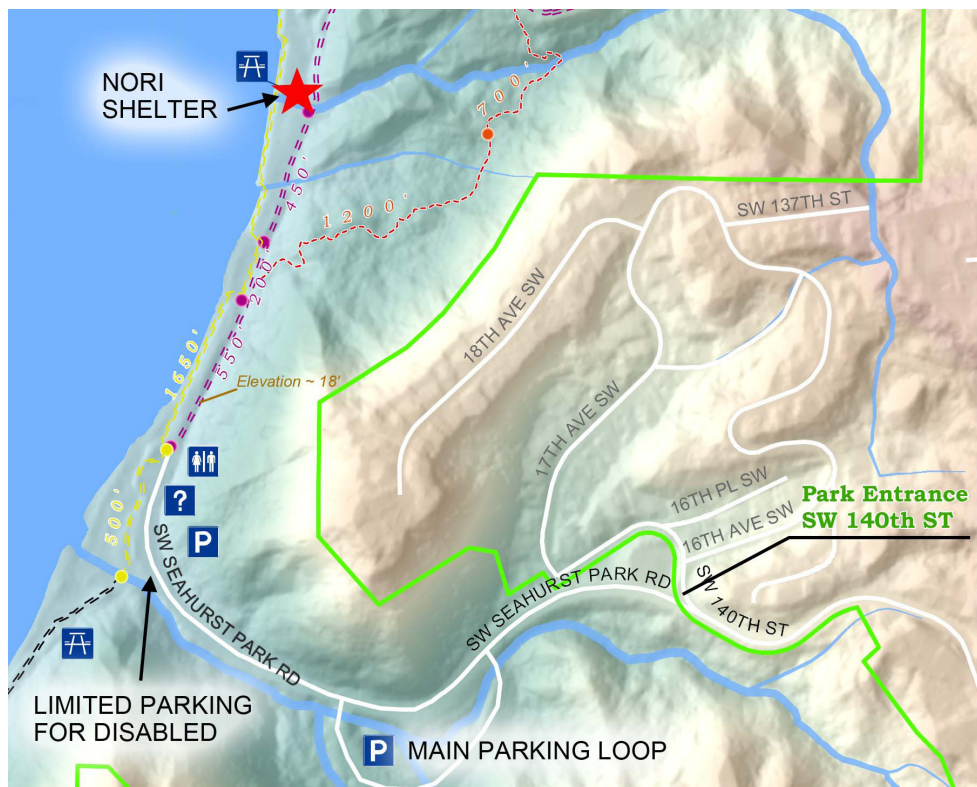 NORI
SHELTER
700'
450'
1200'
SW 137TH ST
200'
18TH AVE SW
1650'
550'
Elevation ~ 18'
17TH AVE SW
16TH PL SW
Park Entrance
SW 140th ST
?
500'
P
16TH AVE SW
SW SEAHURST PARK RD
SW SEAHURST PARK RD
SW 140TH ST
LIMITED PARKING
FOR DISABLED
P
MAIN PARKING LOOP